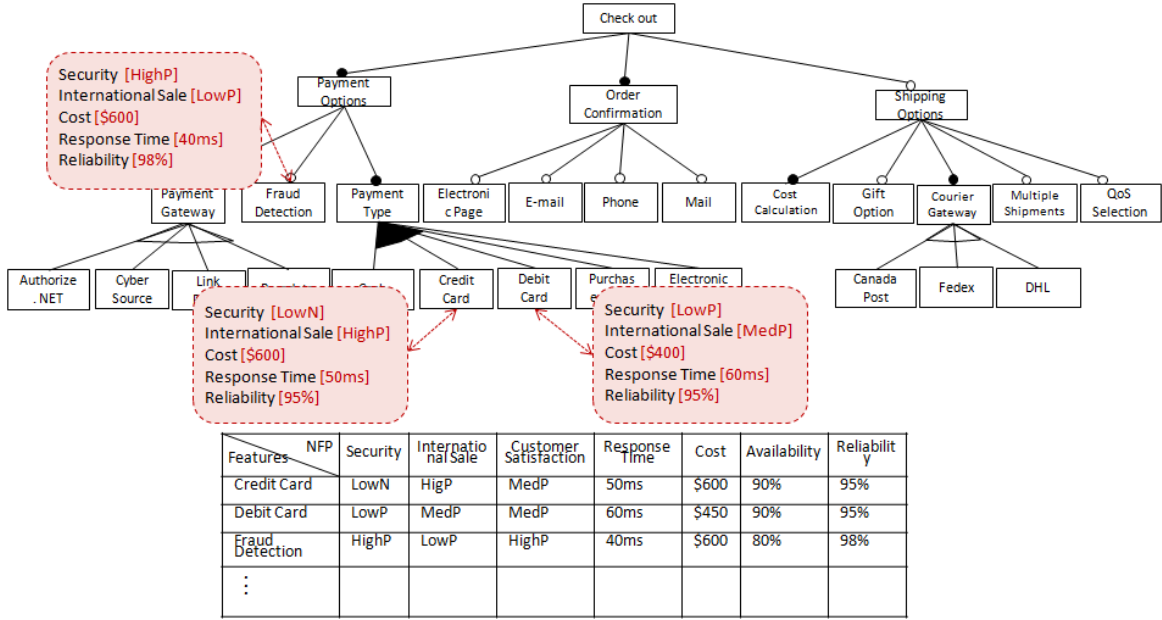 Check out
Security [HighP]
International Sale [LowP]
Cost [$600]
Response Time [40ms]
Reliability [98%]
Payment
Options
Order
Confirmation
Shipping
Options
Payment
Gateway
Fraud
Detection
Payment
Type
Electroni
c Page
E-mail
Phone
Mail
Cost
Calculation
Gift
Option
Courier
Gateway
Multiple
Shipments
QoS
Selection
Authorize
.NET
Cyber
Source
Link
Credit
Card
Debit
Card
Purchas
Electronic
Canada
Post
Fedex
DHL
Security [LowN]
International Sale [HighP]
Cost [$600]
Response Time [50ms]
Reliability [95%]
Security [LowP]
International Sale [MedP]
Cost [$400]
Response Time [60ms]
Reliability [95%]
Features NFP Security Internatio nal Sale Customer Satisfaction Response Time Cost Availability Reliabilit y
Credit Card LowN HigP MedP 50ms $600 90% 95%
Debit Card LowP MedP MedP 60ms $450 90% 95%
Fraud Detection HighP LowP HighP 40ms $600 80% 98%
⋮